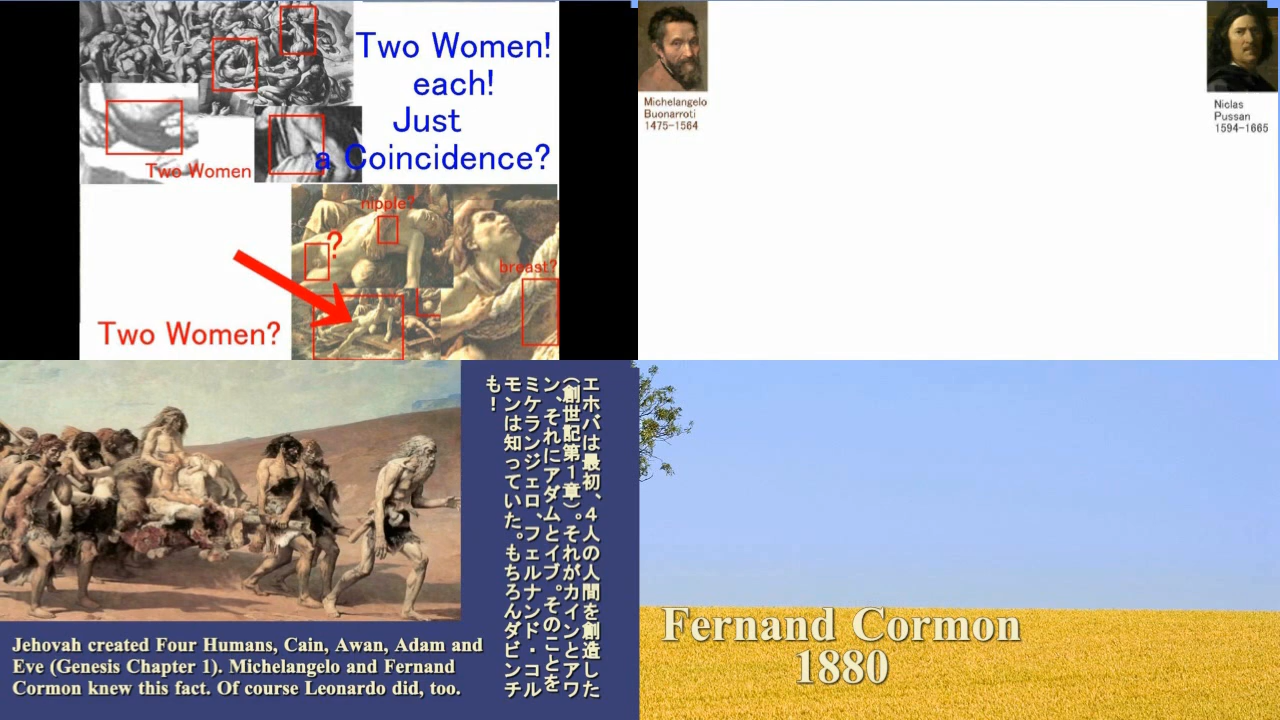 Two Women!
each!
Just
a Coincidence?
Two Women
nipple?
?
breast?
Two Women?
Michelangelo
Buonarroti
1475-1564
Niclas
Pussan
1594-1665
エホバは最初、4人の人間を創造した
(創世記第1章)。それがカインとアワ
ン、それにアダムとイブ。そのことを
ミケランジェロ、フェルナンド・コル
モンは知っていた。もちろんダビンチ
も!
Jehovah created Four Humans, Cain, Awan, Adam and
Eve (Genesis Chapter 1). Michelangelo and Fernand
Cormon knew this fact. Of course Leonardo did, too.
Fernand Cormon
1880